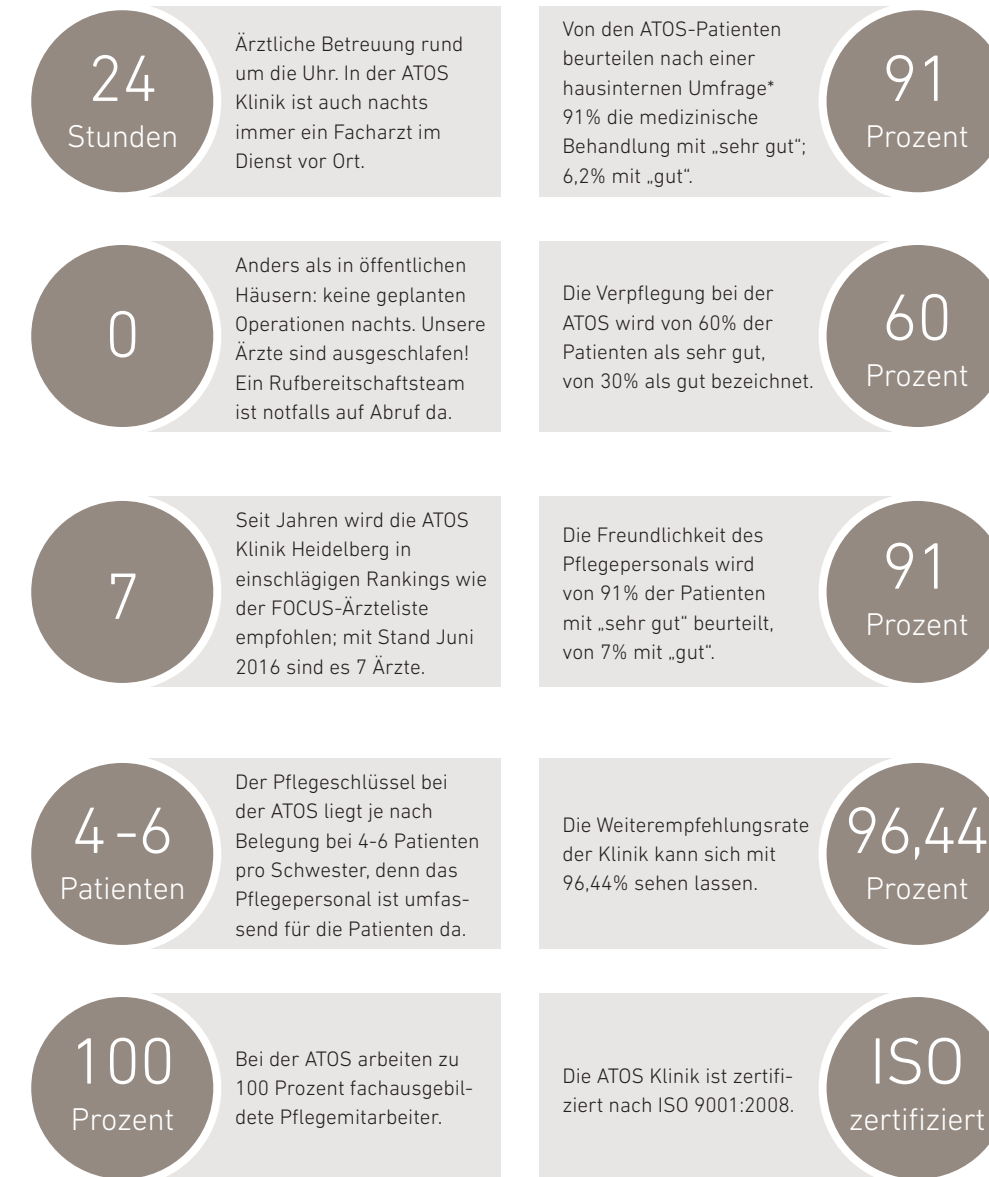 24
Stunden
Ärztliche Betreuung rund
um die Uhr. In der ATOS
Klinik ist auch nachts
immer ein Facharzt im
Dienst vor Ort.
Von den ATOS-Patienten
beurteilen nach einer
hausinternen Umfrage*
91% die medizinische
Behandlung mit „sehr gut“;
6,2% mit „gut“.
91
Prozent
0
Anders als in öffentlichen
Häusern: keine geplanten
Operationen nachts. Unsere
Ärzte sind ausgeschlafen!
Ein Rufbereitschaftsteam
ist notfalls auf Abruf da.
Die Verpflegung bei der
ATOS wird von 60% der
Patienten als sehr gut,
von 30% als gut bezeichnet.
60
Prozent
7
Seit Jahren wird die ATOS
Klinik Heidelberg in
einschlägigen Rankings wie
der FOCUS-Ärzteliste
empfohlen; mit Stand Juni
2016 sind es 7 Ärzte.
Die Freundlichkeit des
Pflegepersonals wird
von 91% der Patienten
mit „sehr gut“ beurteilt,
von 7% mit „gut“.
91
Prozent
4-6
Patienten
Der Pflegeschlüssel bei
der ATOS liegt je nach
Belegung bei 4-6 Patienten
pro Schwester, denn das
Pflegepersonal ist umfas-
send für die Patienten da.
Die Weiterempfehlungsrate
der Klinik kann sich mit
96,44% sehen lassen.
96,44
Prozent
100
Prozent
Bei der ATOS arbeiten zu
100 Prozent fachausgebil-
dete Pflegemitarbeiter.
Die ATOS Klinik ist zertifi-
ziert nach ISO 9001:2008.
ISO
zertifiziert